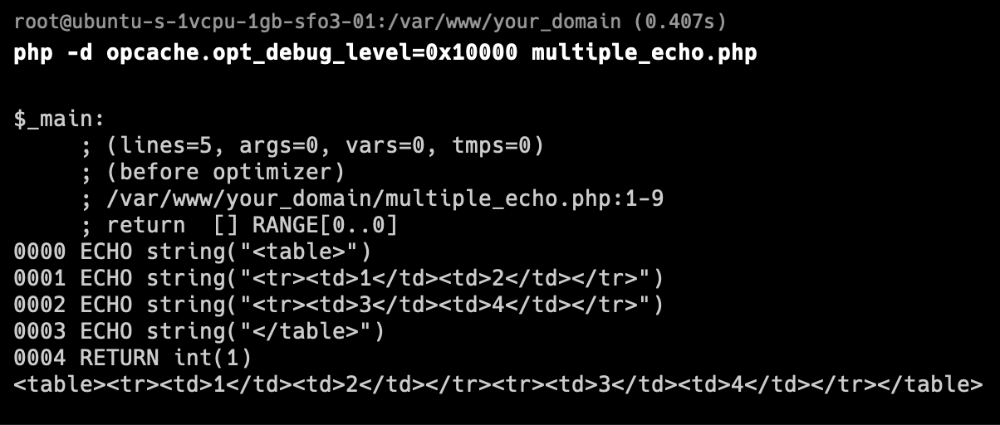 root@ubuntu-s-1vcpu-1gb-sfo3-01:/var/www/your_domain (0.407s)
php -d opcache.opt_debug_level=0x10000 multiple_echo.php
$_main:
     ; (lines=5, args=0, vars=0, tmps=0)
     ; (before optimizer)
     ; /var/www/your_domain/multiple_echo.php:1-9
     ; return  [] RANGE[0..0]
0000 ECHO string("<table>")
0001 ECHO string("<tr><td>1</td><td>2</td></tr>")
0002 ECHO string("<tr><td>3</td><td>4</td></tr>")
0003 ECHO string("</table>")
0004 RETURN int(1)
<table><tr><td>1</td><td>2</td></tr><tr><td>3</td><td>4</td></tr></table>